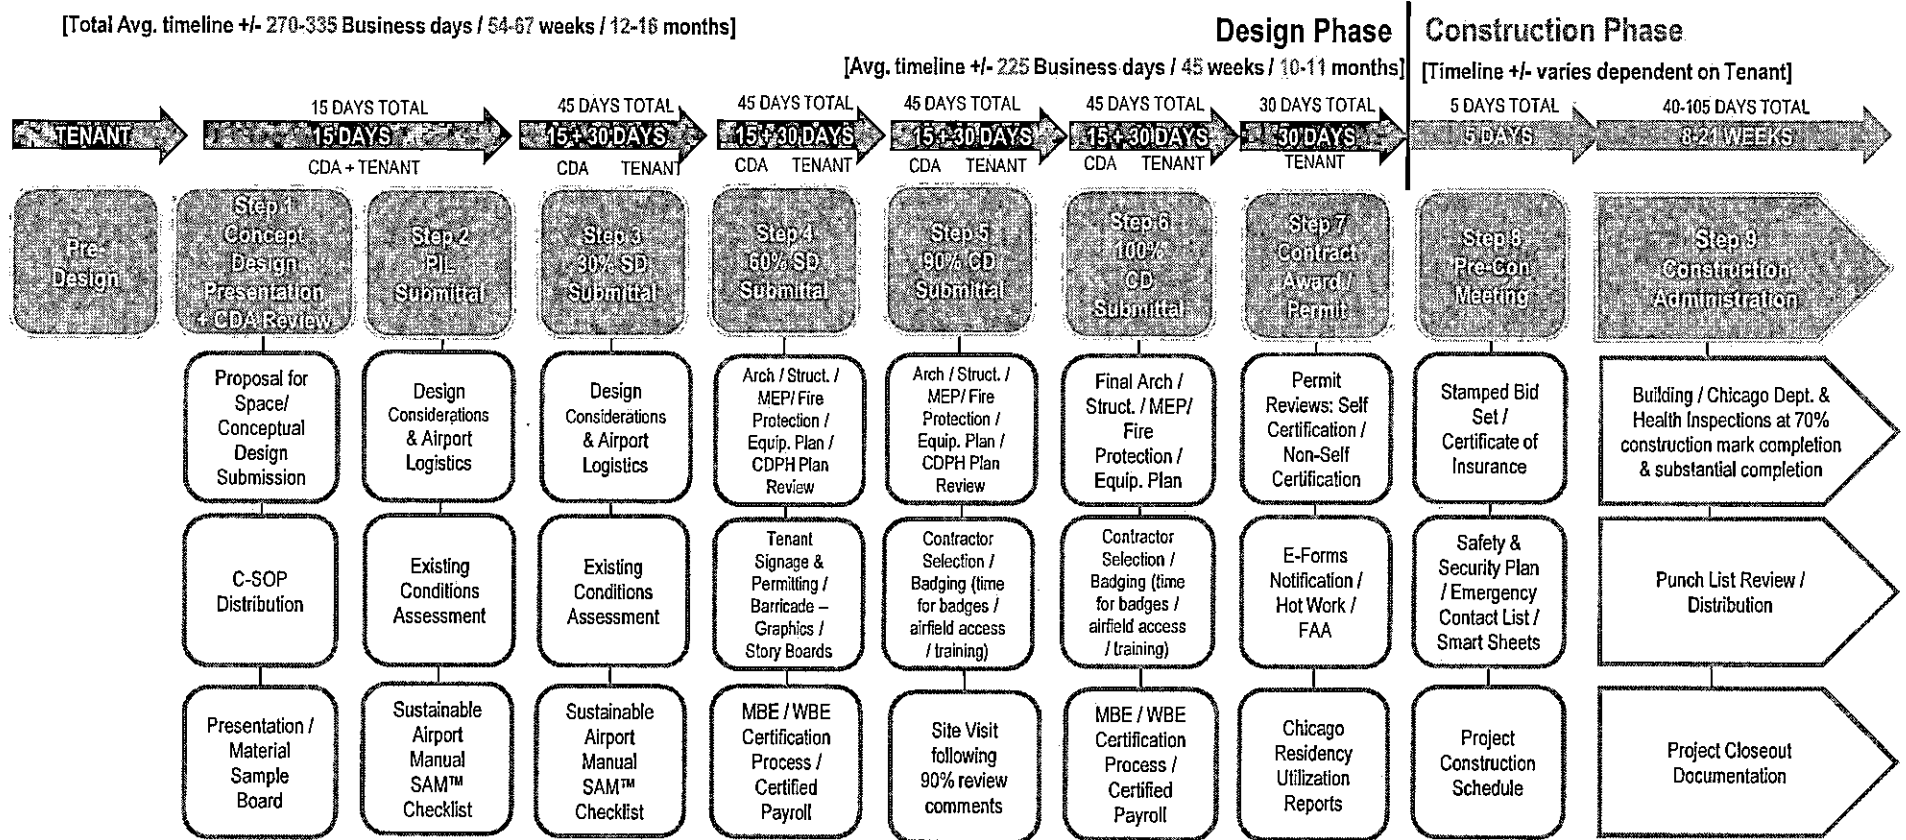 [Total Avg. timeline +/- 270-335 Business days / 54-67 weeks / 12-16 months]
Design Phase
Construction Phase
[Avg. timeline +/- 225 Business days / 45 weeks / 10-11 months]
[Timeline +/- varies dependent on Tenant]
15 DAYS TOTAL
45 DAYS TOTAL
45 DAYS TOTAL
45 DAYS TOTAL
45 DAYS TOTAL
30 DAYS TOTAL
5 DAYS TOTAL
40-105 DAYS TOTAL
TENANT
15 DAYS
15 + 30 DAYS
15 + 30 DAYS
15 + 30 DAYS
15 + 30 DAYS
30 DAYS
5 DAYS
8-21 WEEKS
CDA + TENANT
CDA TENANT
CDA TENANT
CDA TENANT
CDA TENANT
TENANT
Pre-
Design
Step 1
Concept
Design
Presentation
+ CDA Review
Step 2
PIL
Submittal
Step 3
30% SD
Submittal
Step 4
60% SD
Submittal
Step 5
90% CD
Submittal
Step 6
100%
CD
Submittal
Step 7
Contract
Award /
Permit
Step 8
Pre-Con
Meeting
Step 9
Construction
Administration
Proposal for
Space/
Conceptual
Design
Submission
Design
Considerations
& Airport
Logistics
Design
Considerations
& Airport
Logistics
Arch / Struct. /
MEP/ Fire
Protection /
Equip. Plan /
CDPH Plan
Review
Arch / Struct. /
MEP/ Fire
Protection /
Equip. Plan /
CDPH Plan
Review
Final Arch /
Struct. / MEP/
Fire
Protection /
Equip. Plan
Permit
Reviews: Self
Certification /
Non-Self
Certification
Stamped Bid
Set /
Certificate of
Insurance
Building / Chicago Dept. &
Health Inspections at 70%
construction mark completion
& substantial completion
C-SOP
Distribution
Existing
Conditions
Assessment
Existing
Conditions
Assessment
Tenant
Signage &
Permitting /
Barricade –
Graphics /
Story Boards
Contractor
Selection /
Badging (time
for badges /
airfield access
/ training)
Contractor
Selection /
Badging (time
for badges /
airfield access
/ training)
E-Forms
Notification /
Hot Work /
FAA
Safety &
Security Plan
/ Emergency
Contact List /
Smart Sheets
Punch List Review /
Distribution
Presentation /
Material
Sample
Board
Sustainable
Airport
Manual
SAM™
Checklist
Sustainable
Airport
Manual
SAM™
Checklist
MBE / WBE
Certification
Process /
Certified
Payroll
Site Visit
following
90% review
comments
MBE / WBE
Certification
Process /
Certified
Payroll
Chicago
Residency
Utilization
Reports
Project
Construction
Schedule
Project Closeout
Documentation